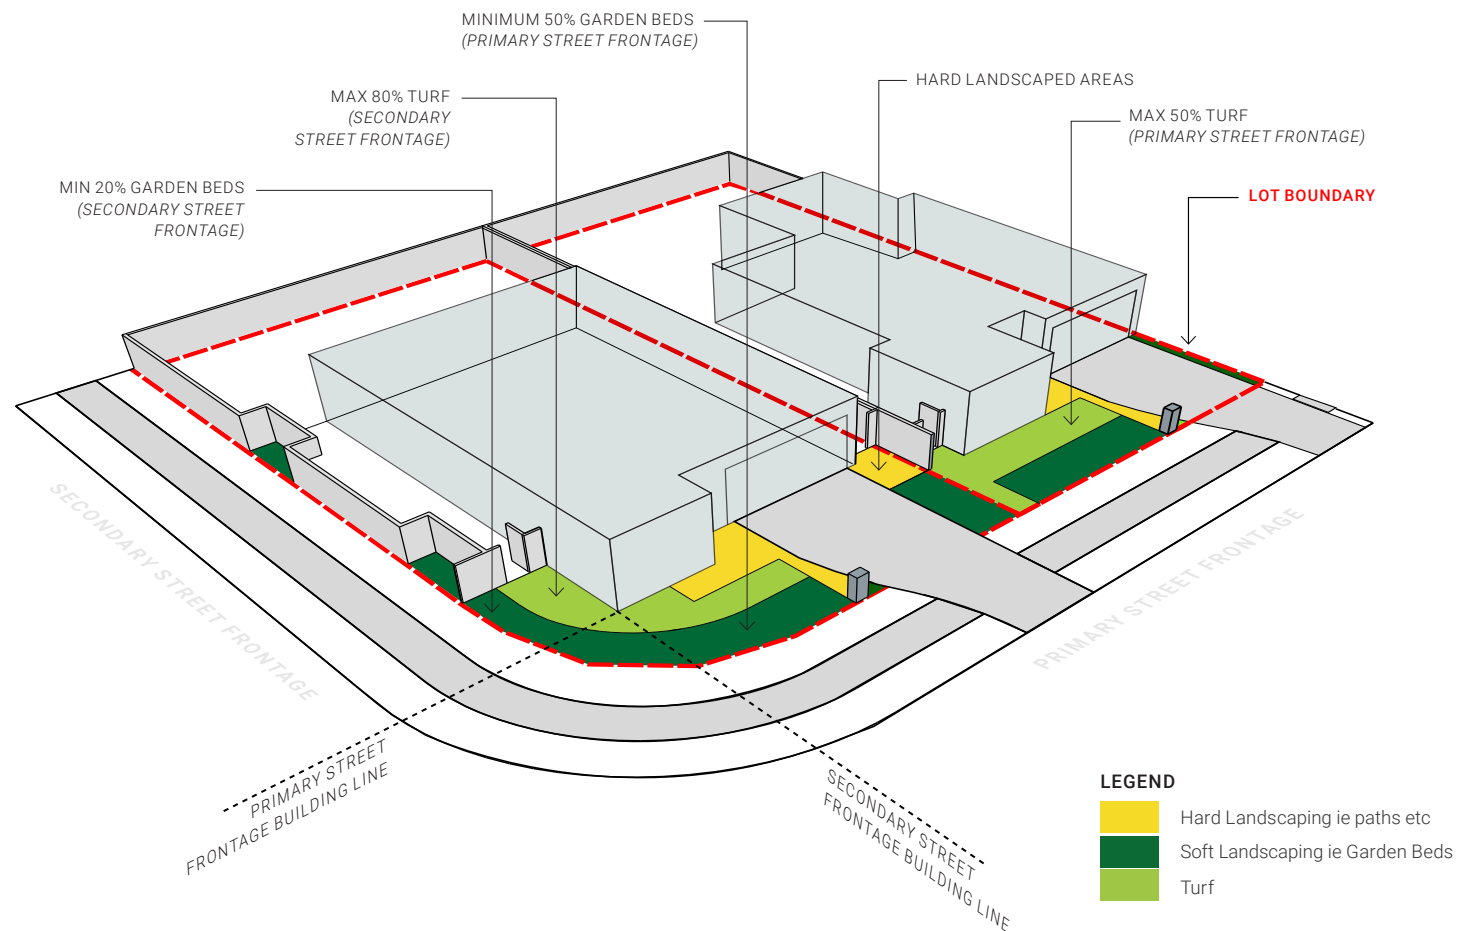 MINIMUM 50% GARDEN BEDS
(PRIMARY STREET FRONTAGE)
HARD LANDSCAPED AREAS
MAX 80% TURF
(SECONDARY
STREET FRONTAGE)
MAX 50% TURF
(PRIMARY STREET FRONTAGE)
MIN 20% GARDEN BEDS
(SECONDARY STREET
FRONTAGE)
LOT BOUNDARY
SECONDARY STREET FRONTAGE
PRIMARY STREET FRONTAGE
PRIMARY STREET
FRONTAGE BUILDING LINE
SECONDARY STREET
FRONTAGE BUILDING LINE
LEGEND
Hard Landscaping ie paths etc
Soft Landscaping ie Garden Beds
Turf